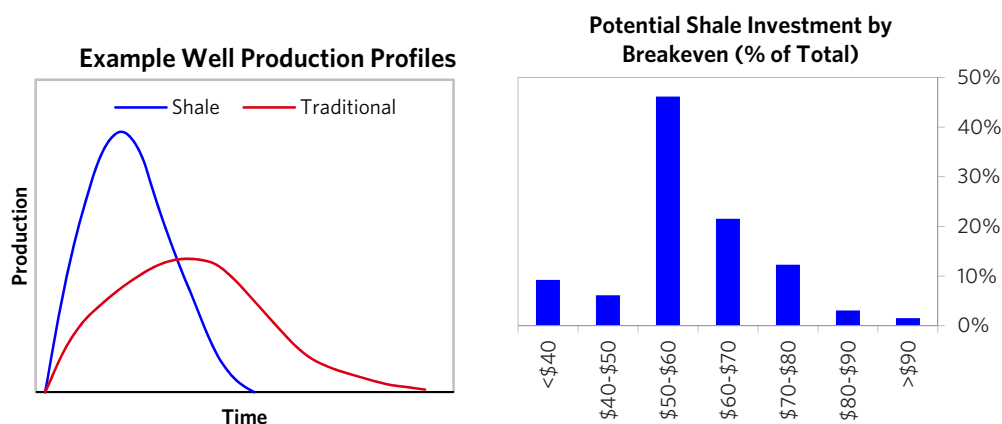 Example Well Production Profiles
Shale
Traditional
Production
Time
Potential Shale Investment by
Breakeven (% of Total)
50%
40%
30%
20%
10%
0%
<$40
$40-$50
$50-$60
$60-$70
$70-$80
$80-$90
>$90